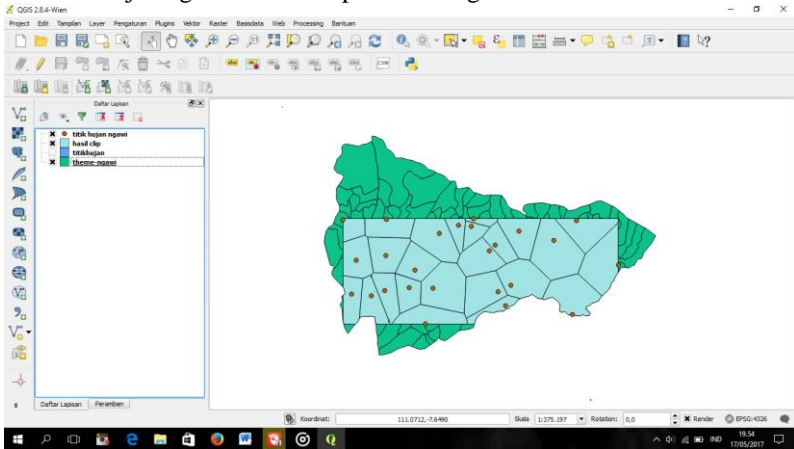 QGIS 2.8.4-Wien
Project Edit Tampilan Layer Pengaturan Plugins Vektor Raster Basisdata Web Processing Bantuan
CSW
Daftar Lapisan
titik hujan ngawi
hasil clip
titikhujan
theme-ngawi
Daftar Lapisan Peramban
Koordinat: 111.0712,-7.6490 Skala 1:375.197 Rotation: 0,0 Render EPSG:4326
IND 19.54
17/05/2017